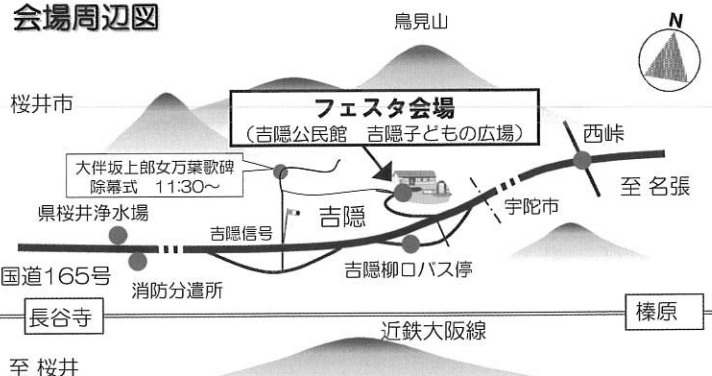 会場周辺図
鳥見山
N
桜井市
フェスタ会場
(吉隠公民館　吉隠子どもの広場)
西峠
大伴坂上郎女万葉歌碑
除幕式　11:30～
至 名張
県桜井浄水場
吉隠信号
吉隠
宇陀市
国道165号
消防分遣所
吉隠柳口バス停
長谷寺
榛原
近鉄大阪線
至 桜井